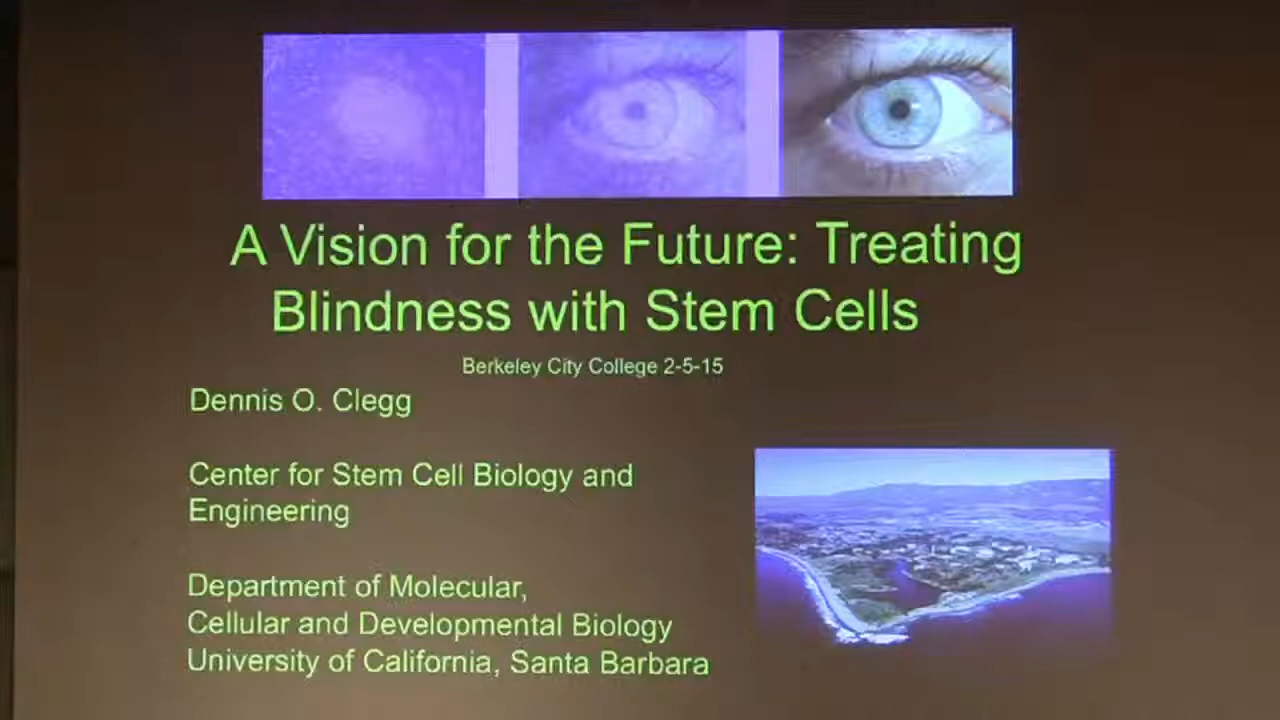 A Vision for the Future: Treating
Blindness with Stem Cells
Berkeley City College 2-5-15
Dennis O. Clegg
Center for Stem Cell Biology and
Engineering
Department of Molecular,
Cellular and Developmental Biology
University of California, Santa Barbara